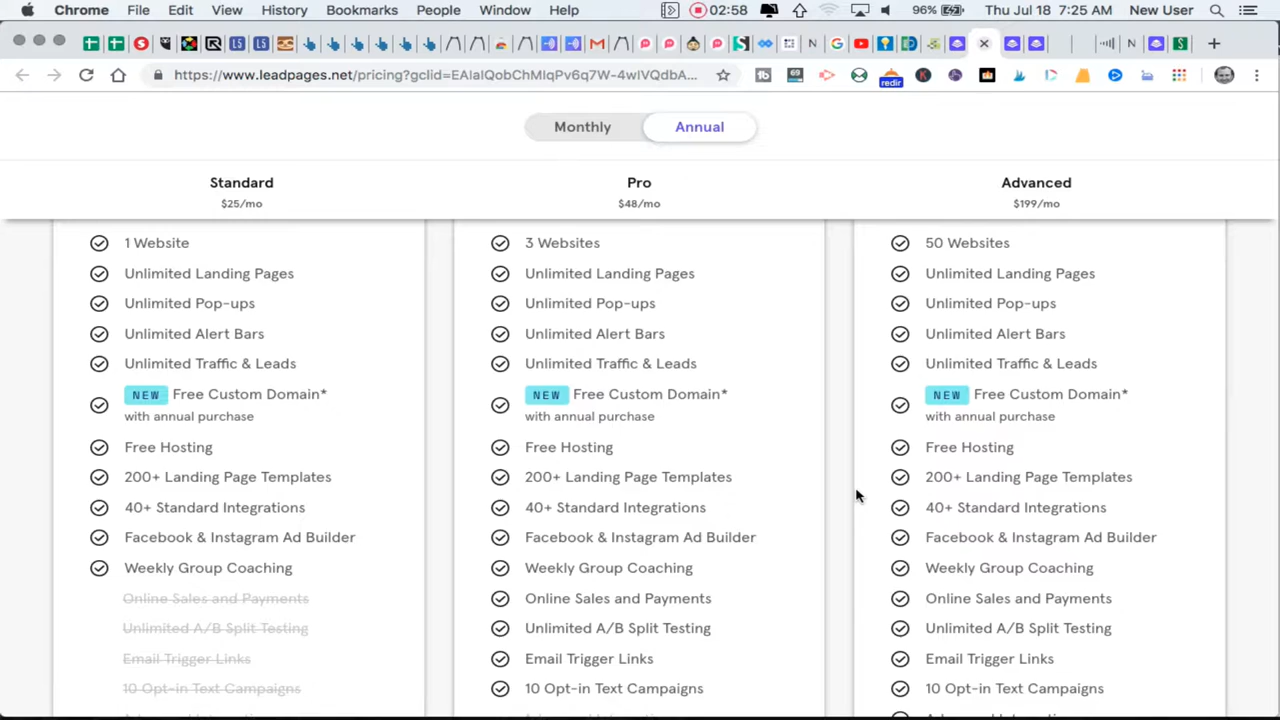 Chrome File Edit View History Bookmarks People Window Help 02:58 96% Thu Jul 18 7:25 AM New User
https://www.leadpages.net/pricing?gclid=EAIaIQobChMIqPv6q7W-4wIVQdbA...
69
redir
Monthly Annual
Standard Pro Advanced
$25/mo $48/mo $199/mo
1 Website 3 Websites 50 Websites
Unlimited Landing Pages Unlimited Landing Pages Unlimited Landing Pages
Unlimited Pop-ups Unlimited Pop-ups Unlimited Pop-ups
Unlimited Alert Bars Unlimited Alert Bars Unlimited Alert Bars
Unlimited Traffic & Leads Unlimited Traffic & Leads Unlimited Traffic & Leads
NEW Free Custom Domain* NEW Free Custom Domain* NEW Free Custom Domain*
with annual purchase with annual purchase with annual purchase
Free Hosting Free Hosting Free Hosting
200+ Landing Page Templates 200+ Landing Page Templates 200+ Landing Page Templates
40+ Standard Integrations 40+ Standard Integrations 40+ Standard Integrations
Facebook & Instagram Ad Builder Facebook & Instagram Ad Builder Facebook & Instagram Ad Builder
Weekly Group Coaching Weekly Group Coaching Weekly Group Coaching
Online Sales and Payments Online Sales and Payments Online Sales and Payments
Unlimited A/B Split Testing Unlimited A/B Split Testing Unlimited A/B Split Testing
Email Trigger Links Email Trigger Links Email Trigger Links
10 Opt-in Text Campaigns 10 Opt-in Text Campaigns 10 Opt-in Text Campaigns